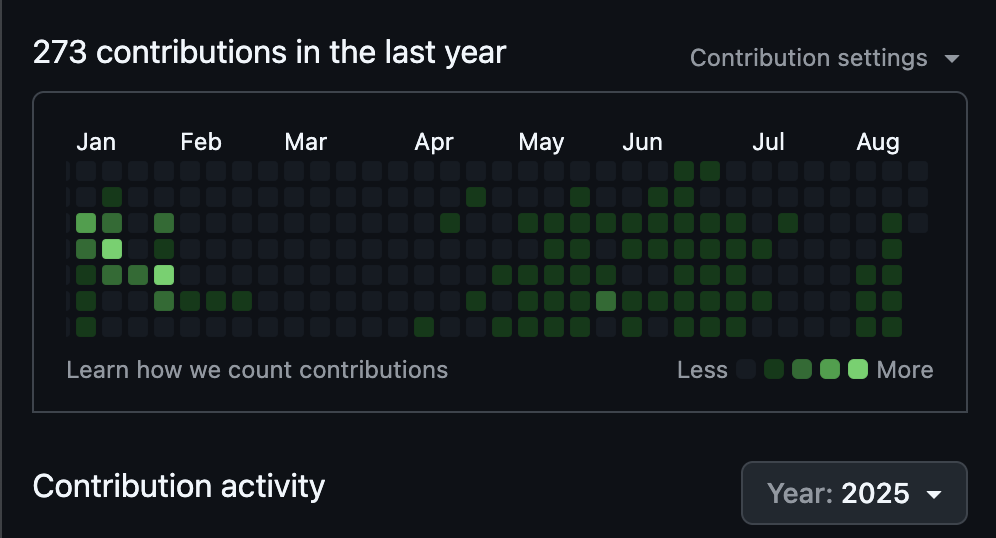 273 contributions in the last year
Contribution settings
Jan Feb Mar Apr May Jun Jul Aug
Learn how we count contributions
Less More
Contribution activity
Year: 2025